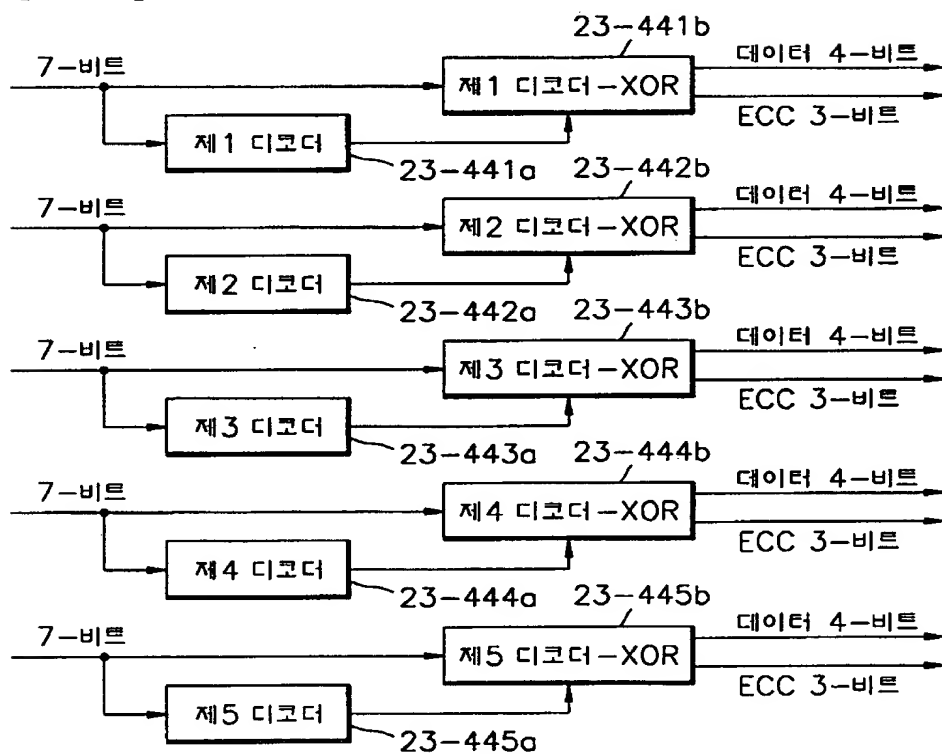 23-441b
7-비트
제1 디코더-XOR
데이터 4-비트
ECC 3-비트
제1 디코더
23-441a
23-442b
7-비트
제2 디코더-XOR
데이터 4-비트
ECC 3-비트
제2 디코더
23-442a
23-443b
7-비트
제3 디코더-XOR
데이터 4-비트
ECC 3-비트
제3 디코더
23-443a
23-444b
7-비트
제4 디코더-XOR
데이터 4-비트
ECC 3-비트
제4 디코더
23-444a
23-445b
7-비트
제5 디코더-XOR
데이터 4-비트
ECC 3-비트
제5 디코더
23-445a